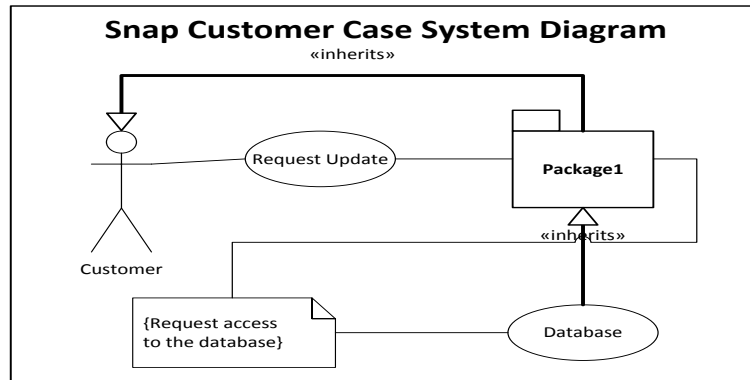 Snap Customer Case System Diagram
«inherits»
Request Update
Package1
«inherits»
Customer
{Request access
to the database}
Database